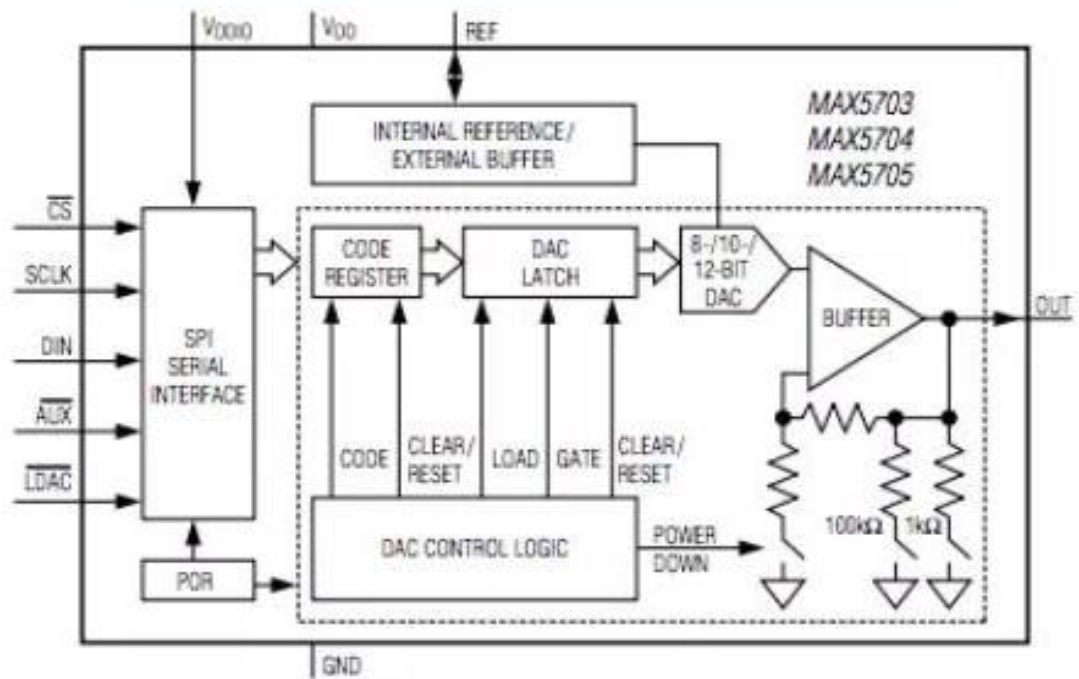 VDDIO
VDD
REF
MAX5703
MAX5704
MAX5705
INTERNAL REFERENCE/
EXTERNAL BUFFER
CS
SCLK
DIN
AUX
LDAC
SPI
SERIAL
INTERFACE
CODE
REGISTER
DAC
LATCH
8-/10-/
12-BIT
DAC
BUFFER
OUT
CODE
CLEAR/
RESET
LOAD
GATE
CLEAR/
RESET
100kΩ
1kΩ
DAC CONTROL LOGIC
POWER
DOWN
POR
GND